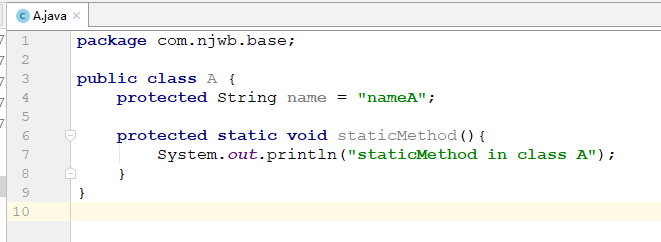 A.java
1 package com.njwb.base;
2
3 public class A {
4 protected String name = "nameA";
5
6 protected static void staticMethod(){
7 System.out.println("staticMethod in class A");
8 }
9 }
10